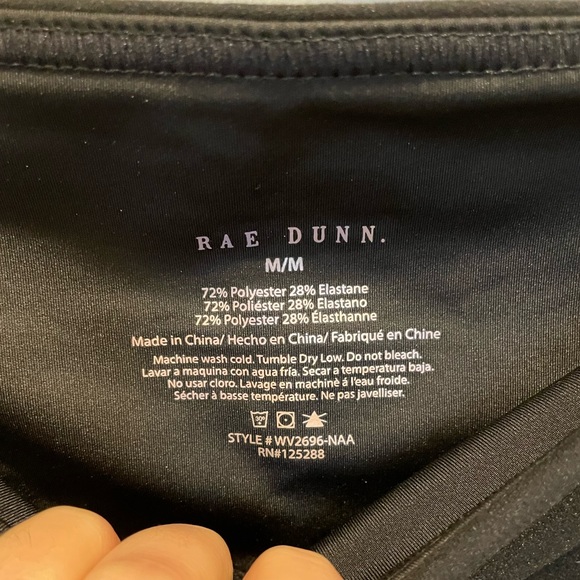 RAE DUNN.
M/M
72% Polyester 28% Elastane
72% Poliéster 28% Elastano
72% Polyester 28% Élasthanne
Made in China/ Hecho en China/ Fabriqué en Chine
Machine wash cold. Tumble Dry Low. Do not bleach.
Lavar a maquina con agua fría. Secar a temperatura baja.
No usar cloro. Lavage en machinè á l'eau froide.
Sécher à basse température. Ne pas javelliser.
30°
STYLE # WV2696-NAA
RN#125288